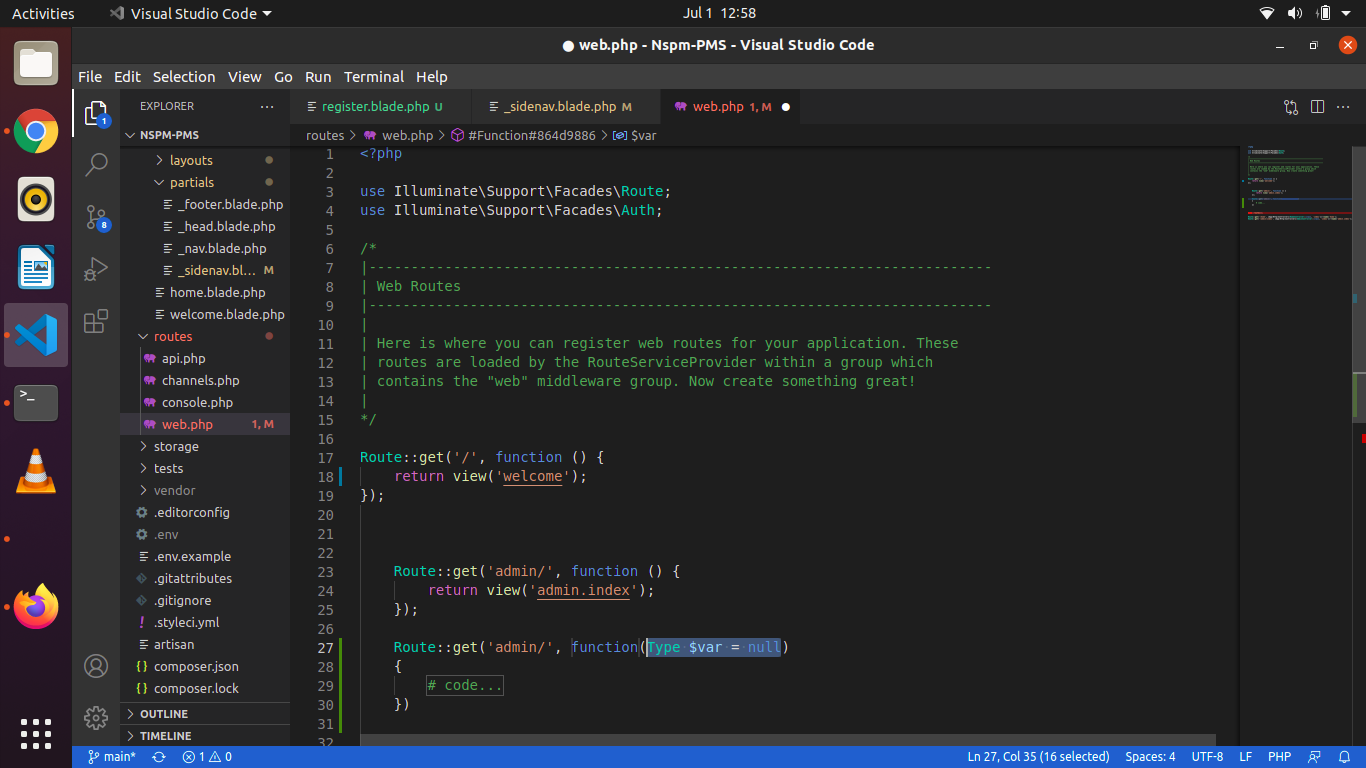 Activities Visual Studio Code Jul 1 12:58
● web.php - Nspm-PMS - Visual Studio Code
File Edit Selection View Go Run Terminal Help
EXPLORER ··· register.blade.php U _sidenav.blade.php M web.php 1, M ●
routes > web.php > #Function#864d9886 > $var
1
8
NSPM-PMS
layouts
partials
_footer.blade.php
_head.blade.php
_nav.blade.php
_sidenav.bl... M
home.blade.php
welcome.blade.php
routes
api.php
channels.php
console.php
web.php 1, M
storage
tests
vendor
.editorconfig
.env
.env.example
.gitattributes
.gitignore
.styleci.yml
artisan
composer.json
composer.lock
OUTLINE
TIMELINE
1 <?php
2
3 use Illuminate\Support\Facades\Route;
4 use Illuminate\Support\Facades\Auth;
5
6 /*
7 |--------------------------------------------------------------------------
8 | Web Routes
9 |--------------------------------------------------------------------------
10 |
11 | Here is where you can register web routes for your application. These
12 | routes are loaded by the RouteServiceProvider within a group which
13 | contains the "web" middleware group. Now create something great!
14 |
15 */
16
17 Route::get('/', function () {
18     return view('welcome');
19 });
20
21
22
23     Route::get('admin/', function () {
24         return view('admin.index');
25     });
26
27     Route::get('admin/', function(Type $var = null)
28     {
29         # code...
30     })
31
32
main* 1 0 Ln 27, Col 35 (16 selected) Spaces: 4 UTF-8 LF PHP